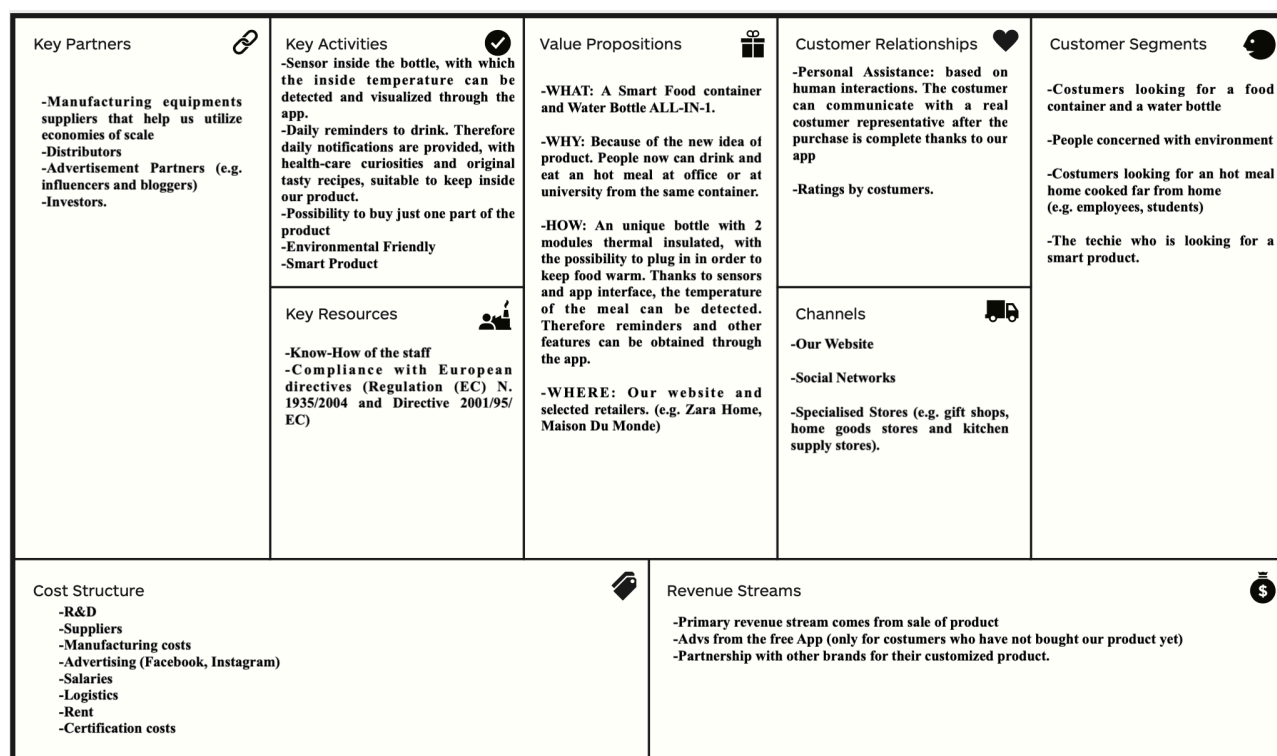 Key Partners
-Manufacturing equipments
suppliers that help us utilize
economies of scale
-Distributors
-Advertisement Partners (e.g.
influencers and bloggers)
-Investors.
Key Activities
-Sensor inside the bottle, with which
the inside temperature can be
detected and visualized through the
app.
-Daily reminders to drink. Therefore
daily notifications are provided, with
health-care curiosities and original
tasty recipes, suitable to keep inside
our product.
-Possibility to buy just one part of the
product
-Environmental Friendly
-Smart Product
Key Resources
-Know-How of the staff
-Compliance with European
directives (Regulation (EC) N.
1935/2004 and Directive 2001/95/
EC)
Value Propositions
-WHAT: A Smart Food container
and Water Bottle ALL-IN-1.
-WHY: Because of the new idea of
product. People now can drink and
eat an hot meal at office or at
university from the same container.
-HOW: An unique bottle with 2
modules thermal insulated, with
the possibility to plug in in order to
keep food warm. Thanks to sensors
and app interface, the temperature
of the meal can be detected.
Therefore reminders and other
features can be obtained through
the app.
-WHERE: Our website and
selected retailers. (e.g. Zara Home,
Maison Du Monde)
Customer Relationships
-Personal Assistance: based on
human interactions. The costumer
can communicate with a real
costumer representative after the
purchase is complete thanks to our
app
-Ratings by costumers.
Channels
-Our Website
-Social Networks
-Specialised Stores (e.g. gift shops,
home goods stores and kitchen
supply stores).
Customer Segments
-Costumers looking for a food
container and a water bottle
-People concerned with environment
-Costumers looking for an hot meal
home cooked far from home
(e.g. employees, students)
-The techie who is looking for a
smart product.
Cost Structure
-R&D
-Suppliers
-Manufacturing costs
-Advertising (Facebook, Instagram)
-Salaries
-Logistics
-Rent
-Certification costs
Revenue Streams
$
-Primary revenue stream comes from sale of product
-Advs from the free App (only for costumers who have not bought our product yet)
-Partnership with other brands for their customized product.